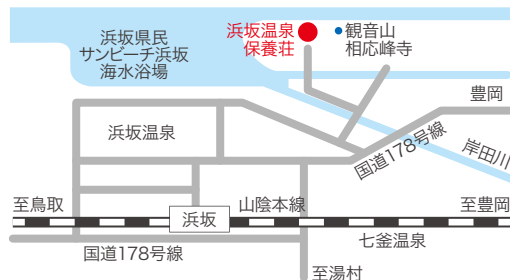 浜坂県民
サンビーチ浜坂
海水浴場
浜坂温泉
保養荘
観音山
相応峰寺
豊岡
浜坂温泉
国道178号線
岸田川
至鳥取
浜坂
山陰本線
至豊岡
国道178号線
七釜温泉
至湯村